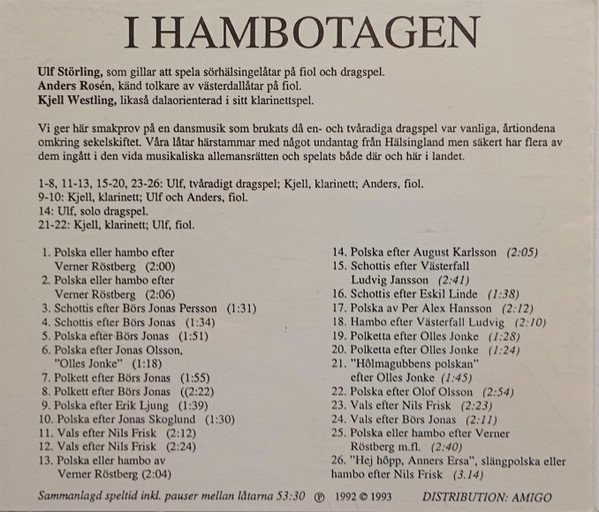 I HAMBOTAGEN
Ulf Störling, som gillar att spela sörhälsingelåtar på fiol och dragspel.
Anders Rosén, känd tolkare av västerdallåtar på fiol.
Kjell Westling, likaså dalaorienterad i sitt klarinettspel.
Vi ger här smakprov på en dansmusik som brukats då en- och tvåradiga dragspel var vanliga, årtiondena
omkring sekelskiftet. Våra låtar härstammar med något undantag från Hälsingland men säkert har flera av
dem ingått i den vida musikaliska allemansrätten och spelats både där och här i landet.
1-8, 11-13, 15-20, 23-26: Ulf, tvåradigt dragspel; Kjell, klarinett; Anders, fiol.
9-10: Kjell, klarinett; Ulf och Anders, fiol.
14: Ulf, solo dragspel.
21-22: Kjell, klarinett; Ulf, fiol.
1. Polska eller hambo efter
Verner Röstberg (2:00)
2. Polska eller hambo efter
Verner Röstberg (2:06)
3. Schottis efter Börs Jonas Persson (1:31)
4. Schottis efter Börs Jonas (1:34)
5. Polska efter Börs Jonas (1:51)
6. Polska efter Jonas Olsson,
"Olles Jonke" (1:18)
7. Polkett efter Börs Jonas (1:55)
8. Polkett efter Börs Jonas ((2:22)
9. Polska efter Erik Ljung (1:39)
10. Polska efter Jonas Skoglund (1:30)
11. Vals efter Nils Frisk (2:12)
12. Vals efter Nils Frisk (2:24)
13. Polska eller hambo av
Verner Röstberg (2:04)
14. Polska efter August Karlsson (2:05)
15. Schottis efter Västerfall
Ludvig Jansson (2:41)
16. Schottis efter Eskil Linde (1:38)
17. Polska av Per Alex Hansson (2:12)
18. Hambo efter Västerfall Ludvig (2:10)
19. Polketta efter Olles Jonke (1:28)
20. Polketta efter Olles Jonke (1:24)
21. "Hôlmagubbens polskan"
efter Olles Jonke (1:45)
22. Polska efter Olof Olsson (2:54)
23. Vals efter Nils Frisk (2:23)
24. Vals efter Börs Jonas (2:11)
25. Polska eller hambo efter Verner
Röstberg m.fl. (2:40)
26. "Hej hôpp, Anners Ersa", slängpolska eller
hambo efter Nils Frisk (3.14)
Sammanlagd speltid inkl. pauser mellan låtarna 53:30 Ⓟ 1992 © 1993 DISTRIBUTION: AMIGO